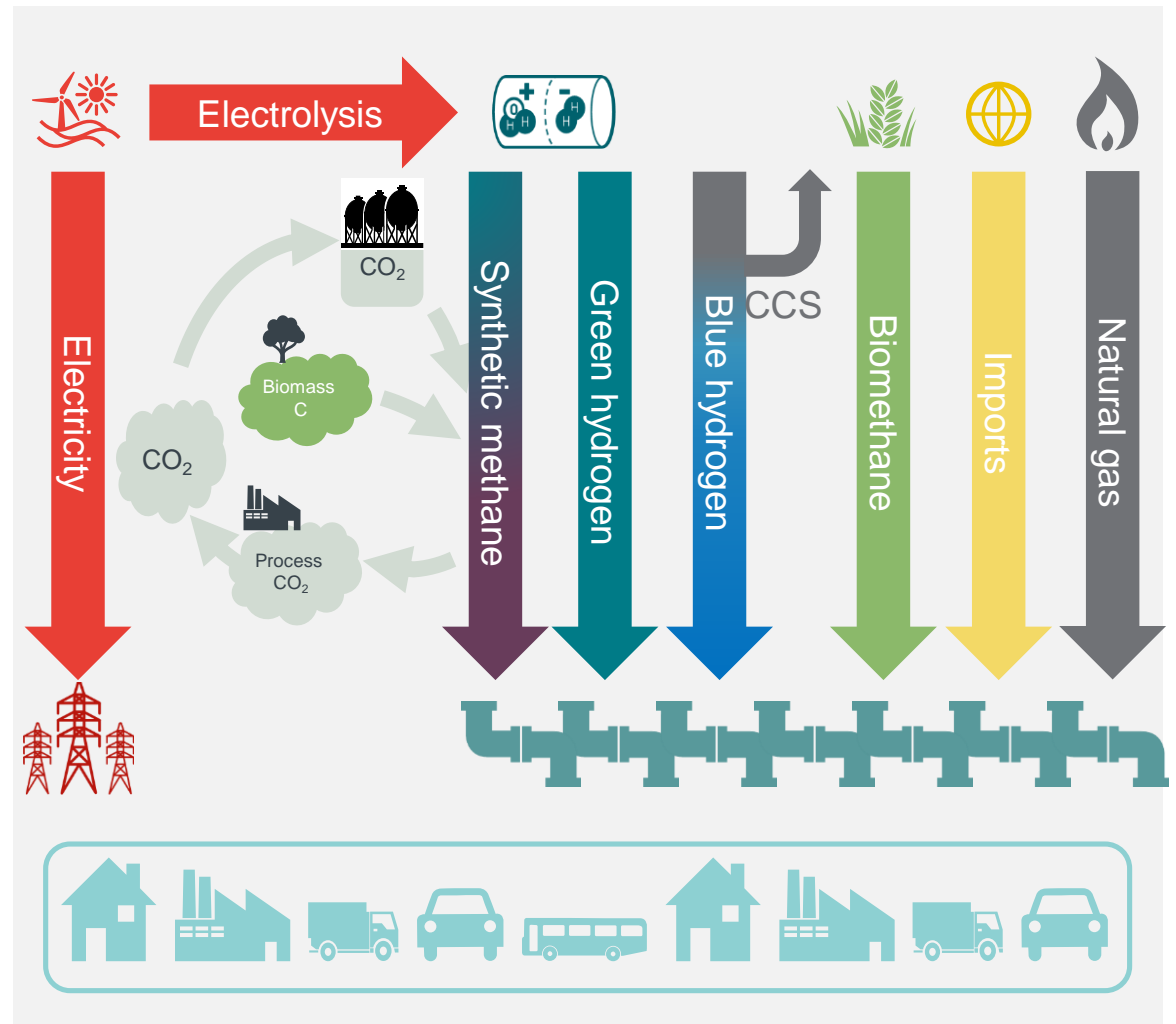 Electrolysis
+ -
O
H H
H
H
CO₂
CCS
Biomass
C
CO₂
Process
CO₂
Electricity
Synthetic methane
Green hydrogen
Blue hydrogen
Biomethane
Imports
Natural gas